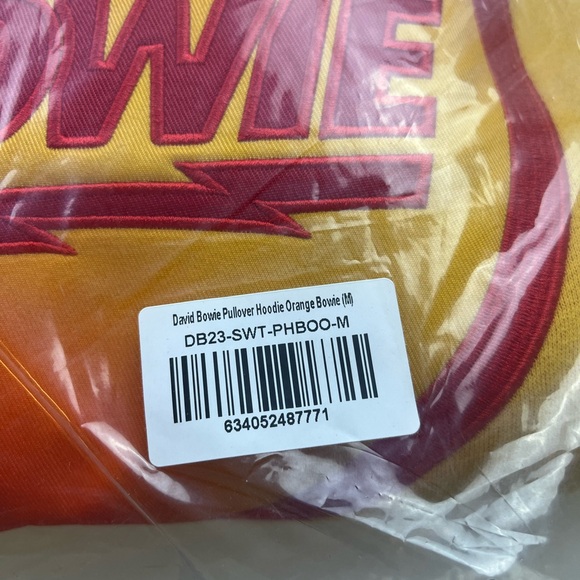 OWIE
David Bowie Pullover Hoodie Orange Bowie (M)
DB23-SWT-PHBOO-M
634052487771